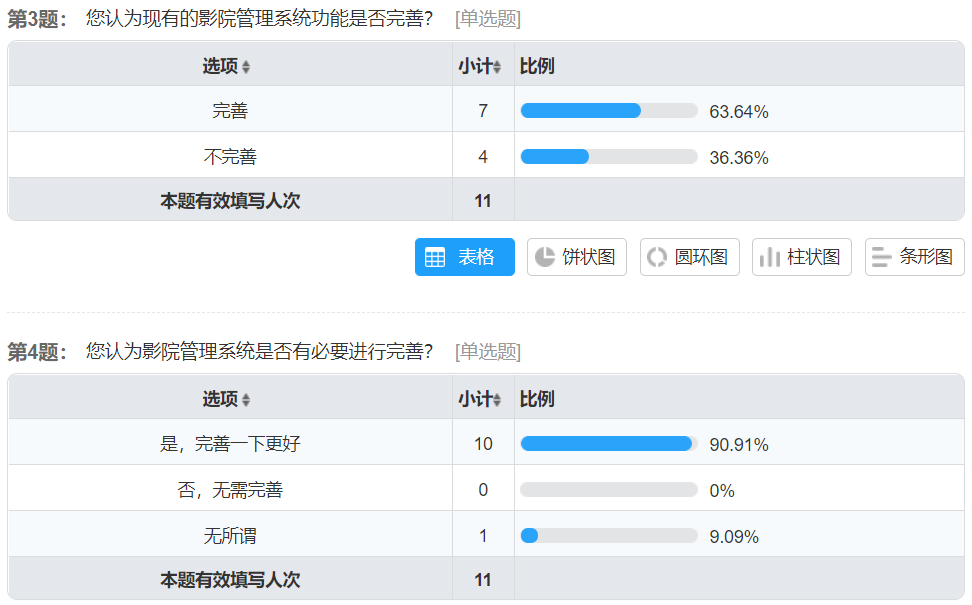 第3题： 您认为现有的影院管理系统功能是否完善？ [单选题]
选项 小计 比例
完善 7 63.64%
不完善 4 36.36%
本题有效填写人次 11
表格 饼状图 圆环图 柱状图 条形图
第4题： 您认为影院管理系统是否有必要进行完善？ [单选题]
选项 小计 比例
是，完善一下更好 10 90.91%
否，无需完善 0 0%
无所谓 1 9.09%
本题有效填写人次 11